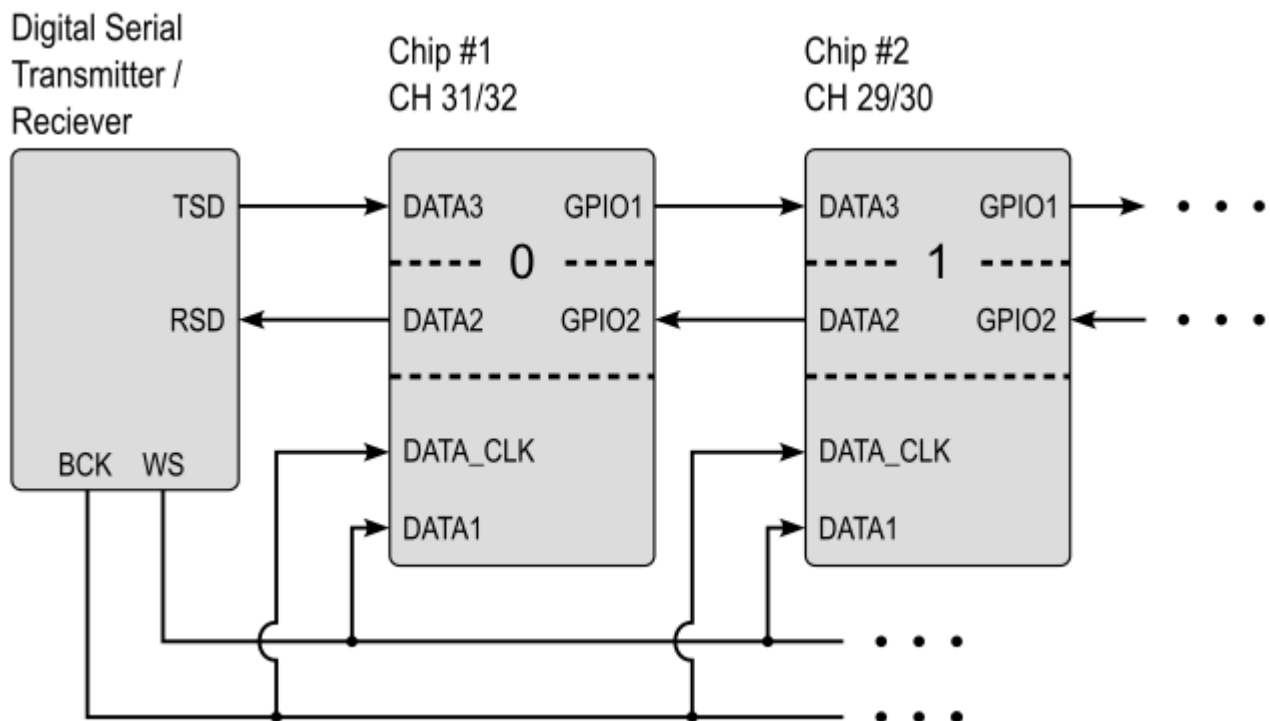 Digital Serial
Transmitter /
Reciever
Chip #1
CH 31/32
Chip #2
CH 29/30
TSD
RSD
BCK WS
DATA3 GPIO1
0
DATA2 GPIO2
DATA_CLK
DATA1
DATA3 GPIO1
1
DATA2 GPIO2
DATA_CLK
DATA1